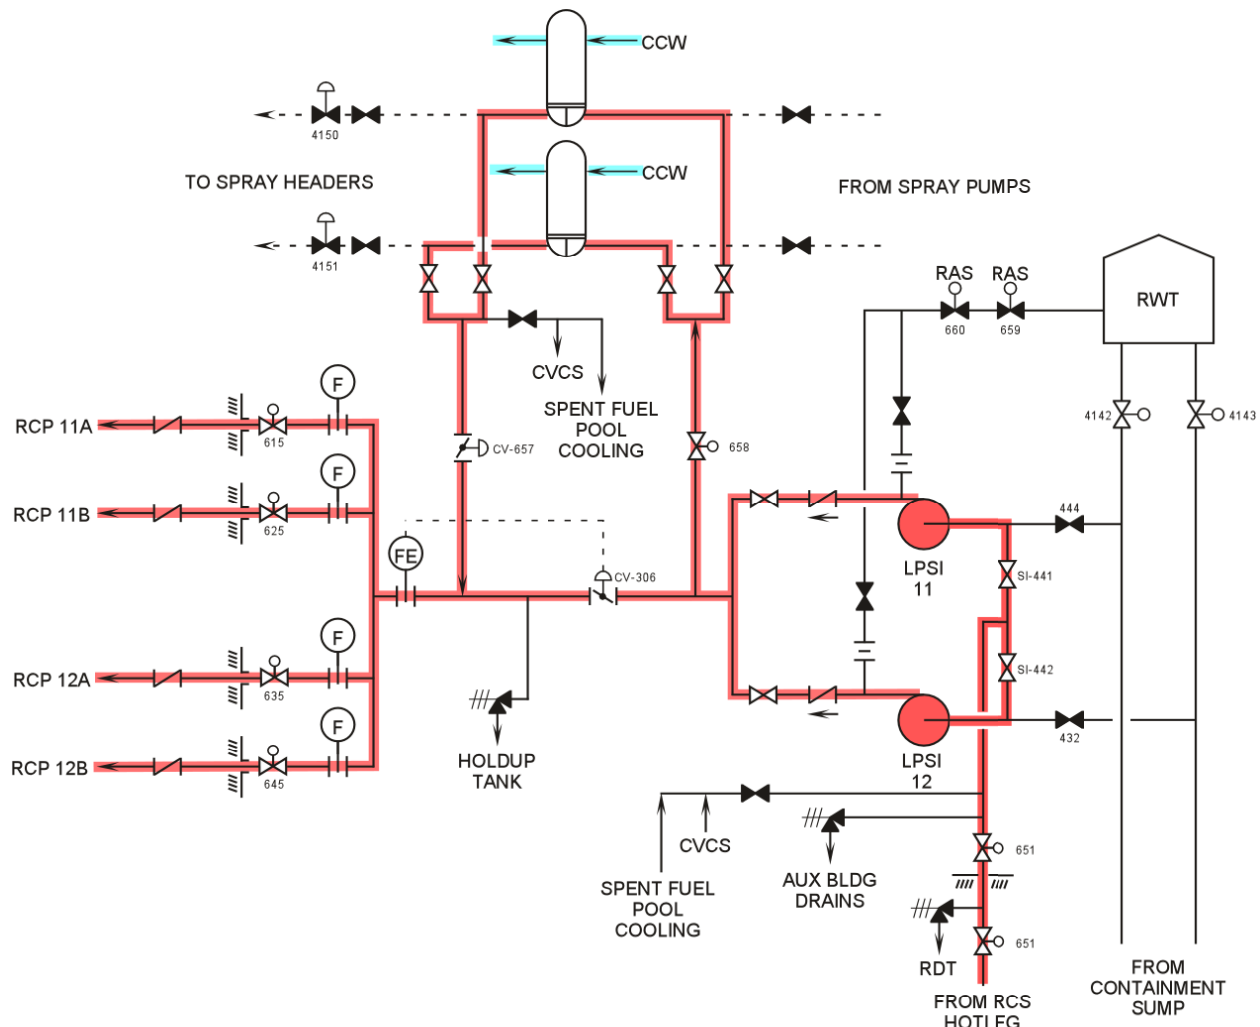 CCW
4150
CCW
TO SPRAY HEADERS
FROM SPRAY PUMPS
4151
RAS
RAS
RWT
660
659
CVCS
SPENT FUEL
POOL
COOLING
F
RCP 11A
615
4142
4143
CV-657
658
F
RCP 11B
625
444
FE
CV-306
LPSI
11
SI-441
F
RCP 12A
635
SI-442
F
RCP 12B
645
432
HOLDUP
TANK
LPSI
12
CVCS
651
AUX BLDG
DRAINS
SPENT FUEL
POOL
COOLING
651
RDT
FROM
CONTAINMENT
SUMP
FROM RCS
HOTLEG